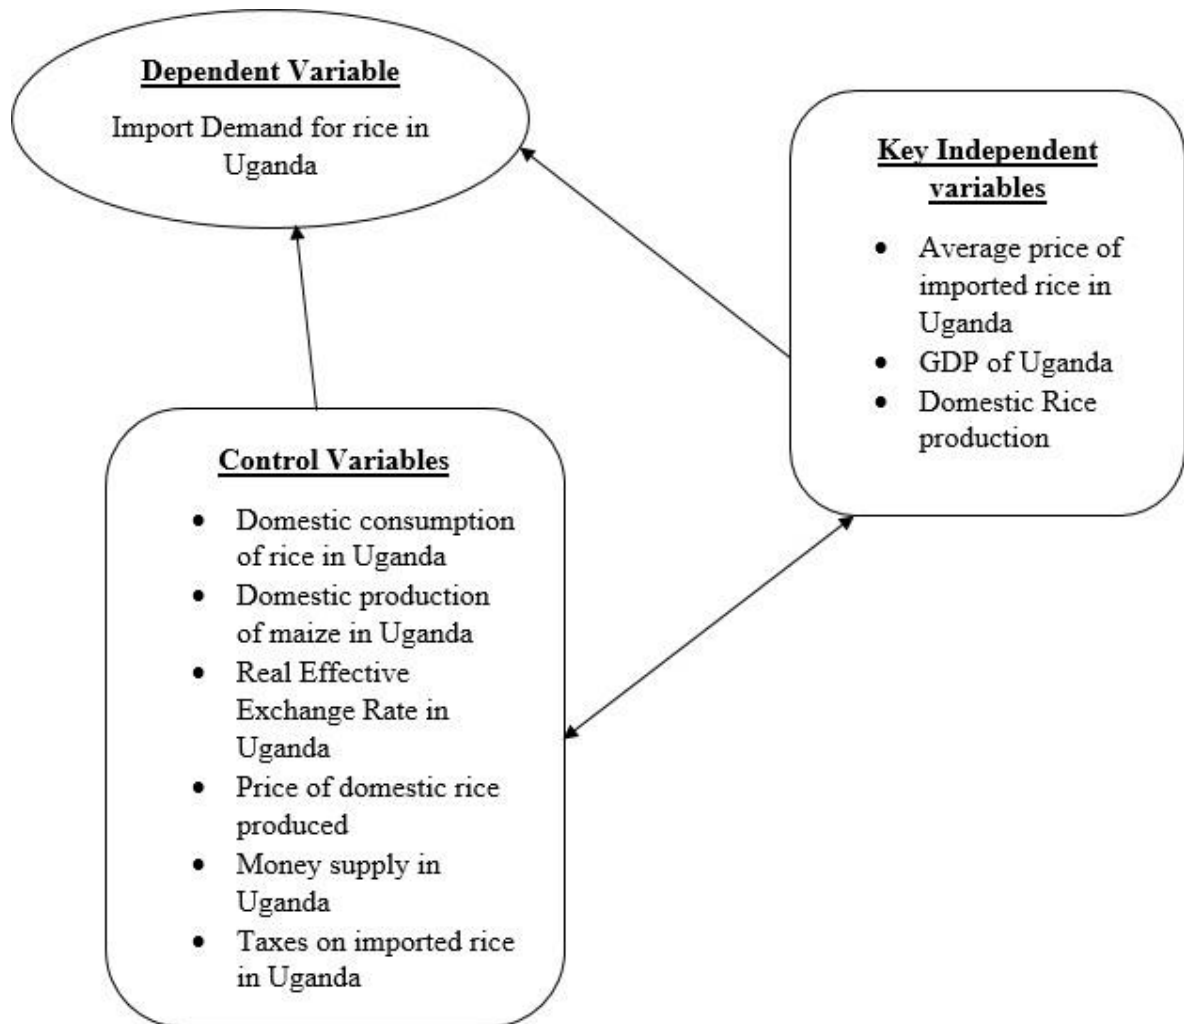 Dependent Variable
Import Demand for rice in
Uganda
Key Independent
variables
• Average price of
imported rice in
Uganda
• GDP of Uganda
• Domestic Rice
production
Control Variables
• Domestic consumption
of rice in Uganda
• Domestic production
of maize in Uganda
• Real Effective
Exchange Rate in
Uganda
• Price of domestic rice
produced
• Money supply in
Uganda
• Taxes on imported rice
in Uganda